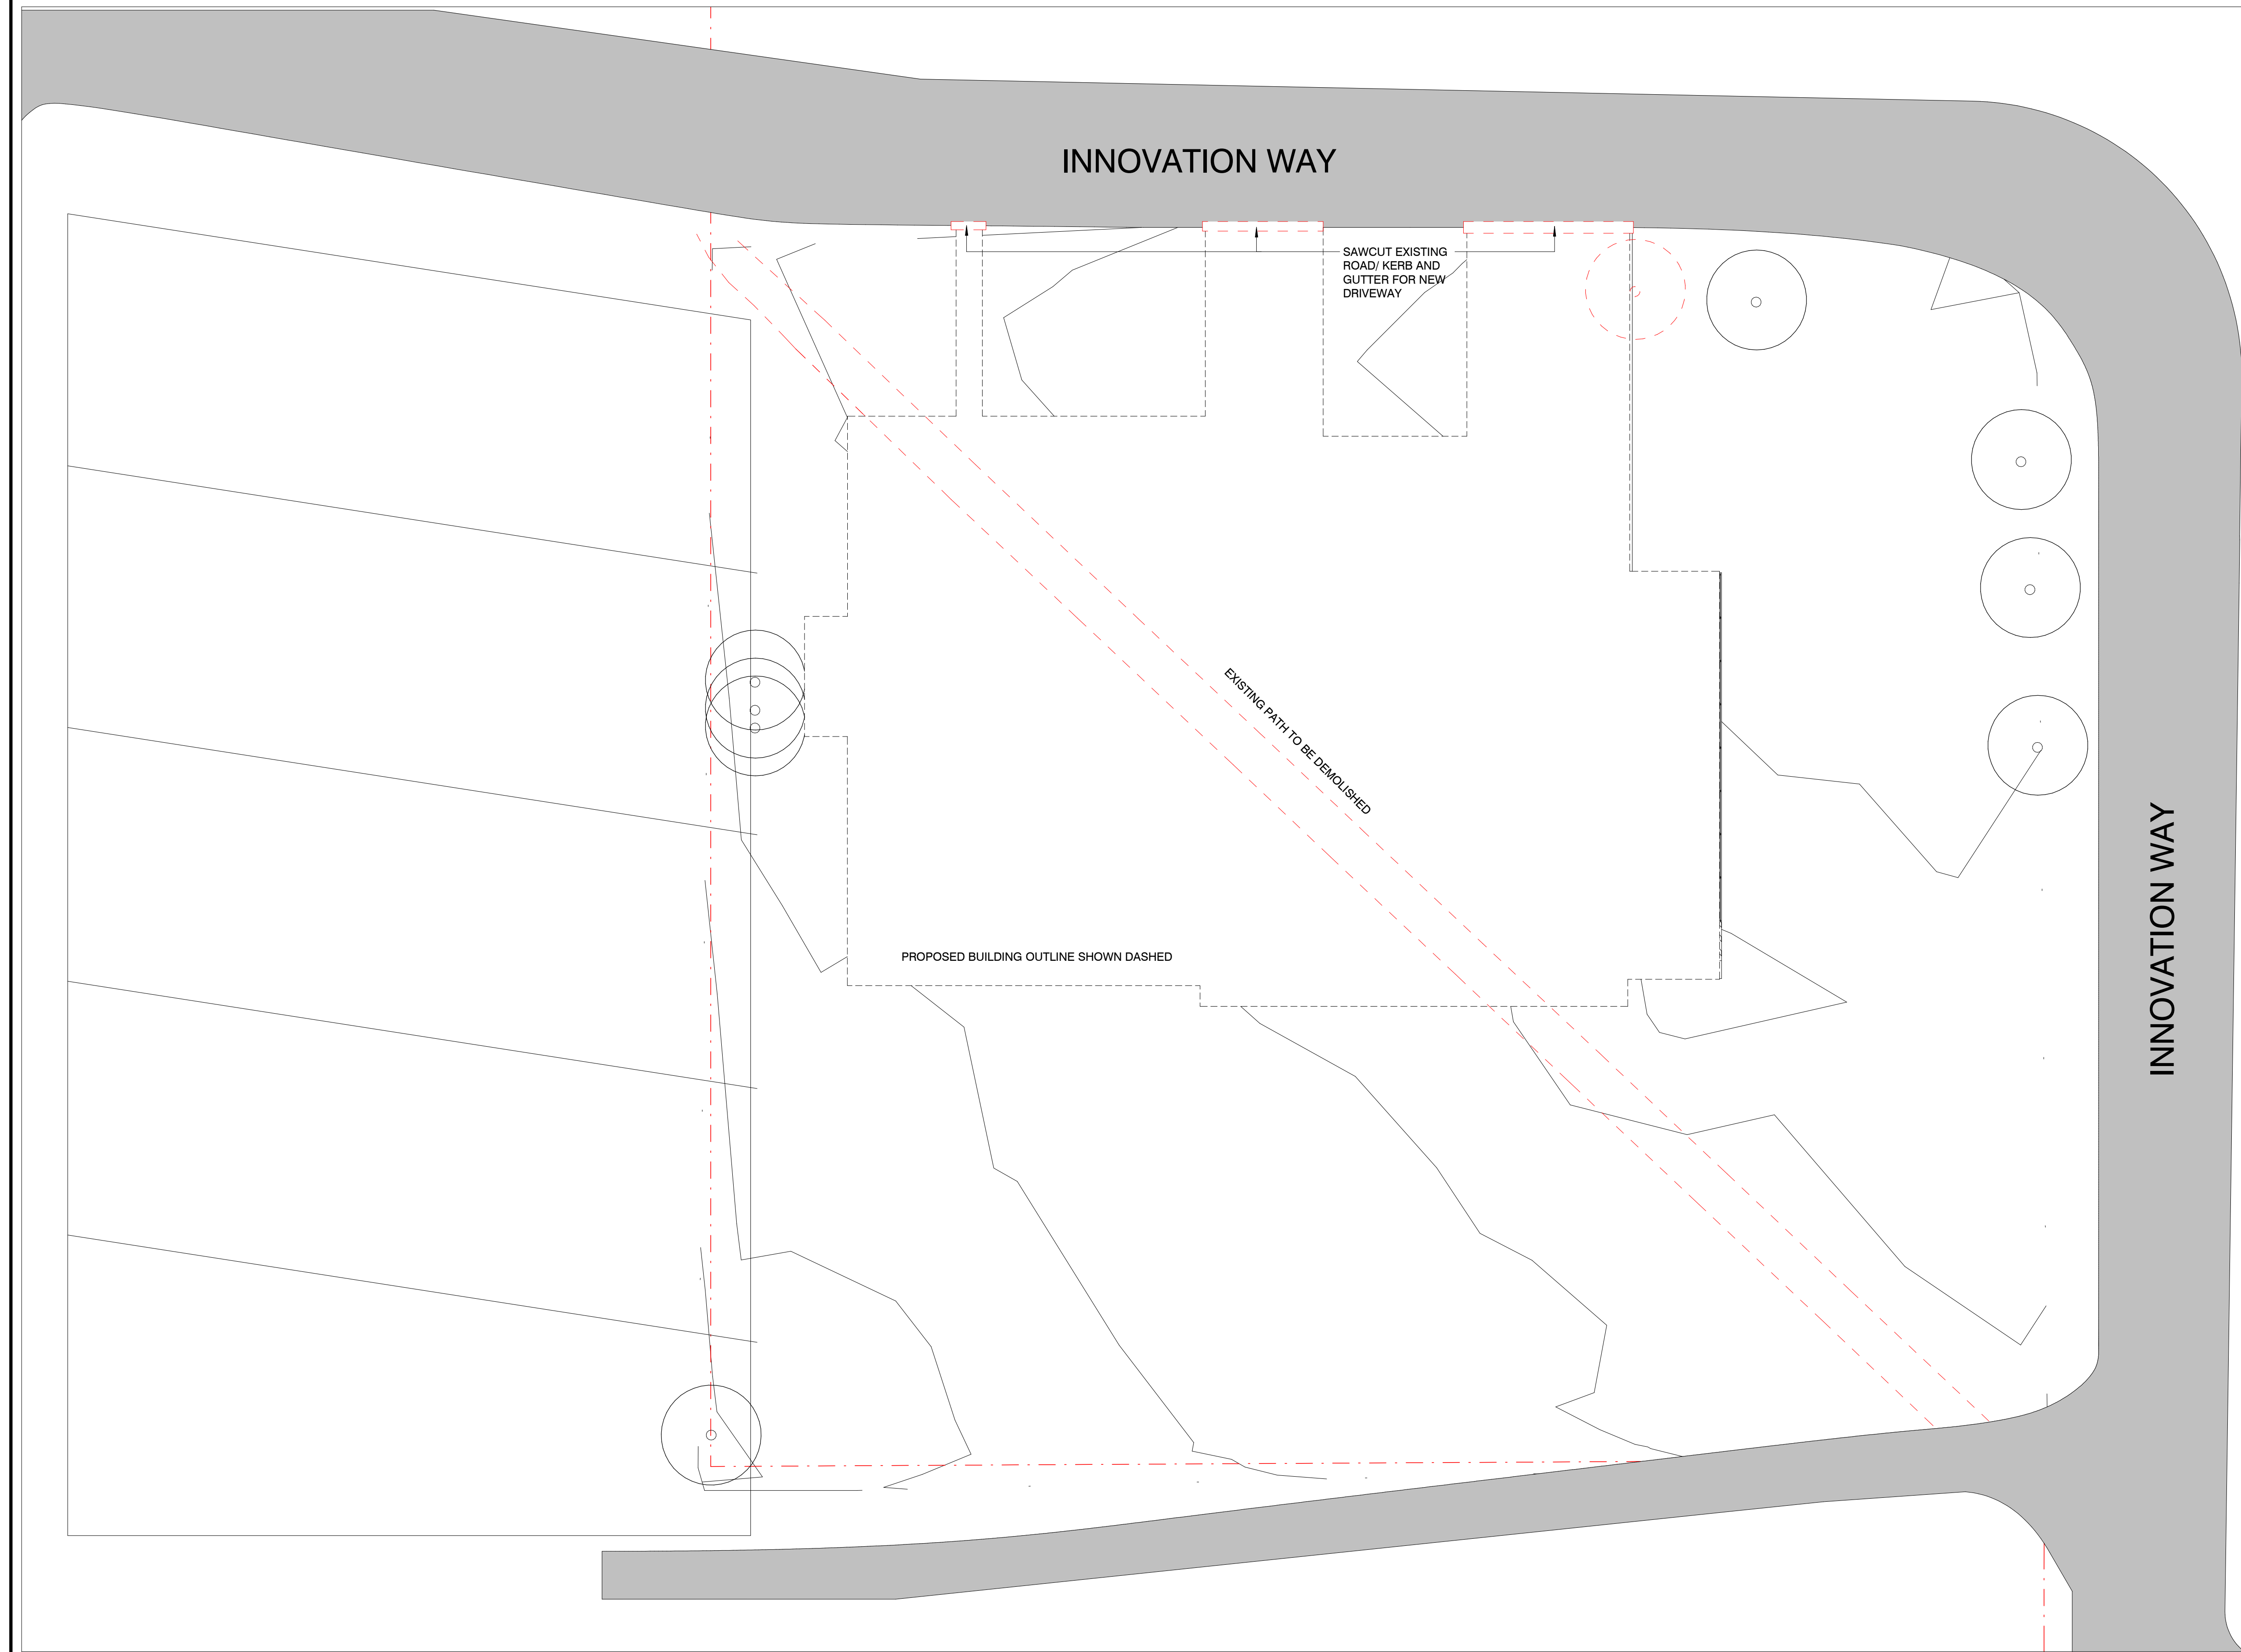 INNOVATION WAY
SAWCUT EXISTING
ROAD/ KERB AND
GUTTER FOR NEW
DRIVEWAY
EXISTING PATH TO BE DEMOLISHED
INNOVATION WAY
PROPOSED BUILDING OUTLINE SHOWN DASHED